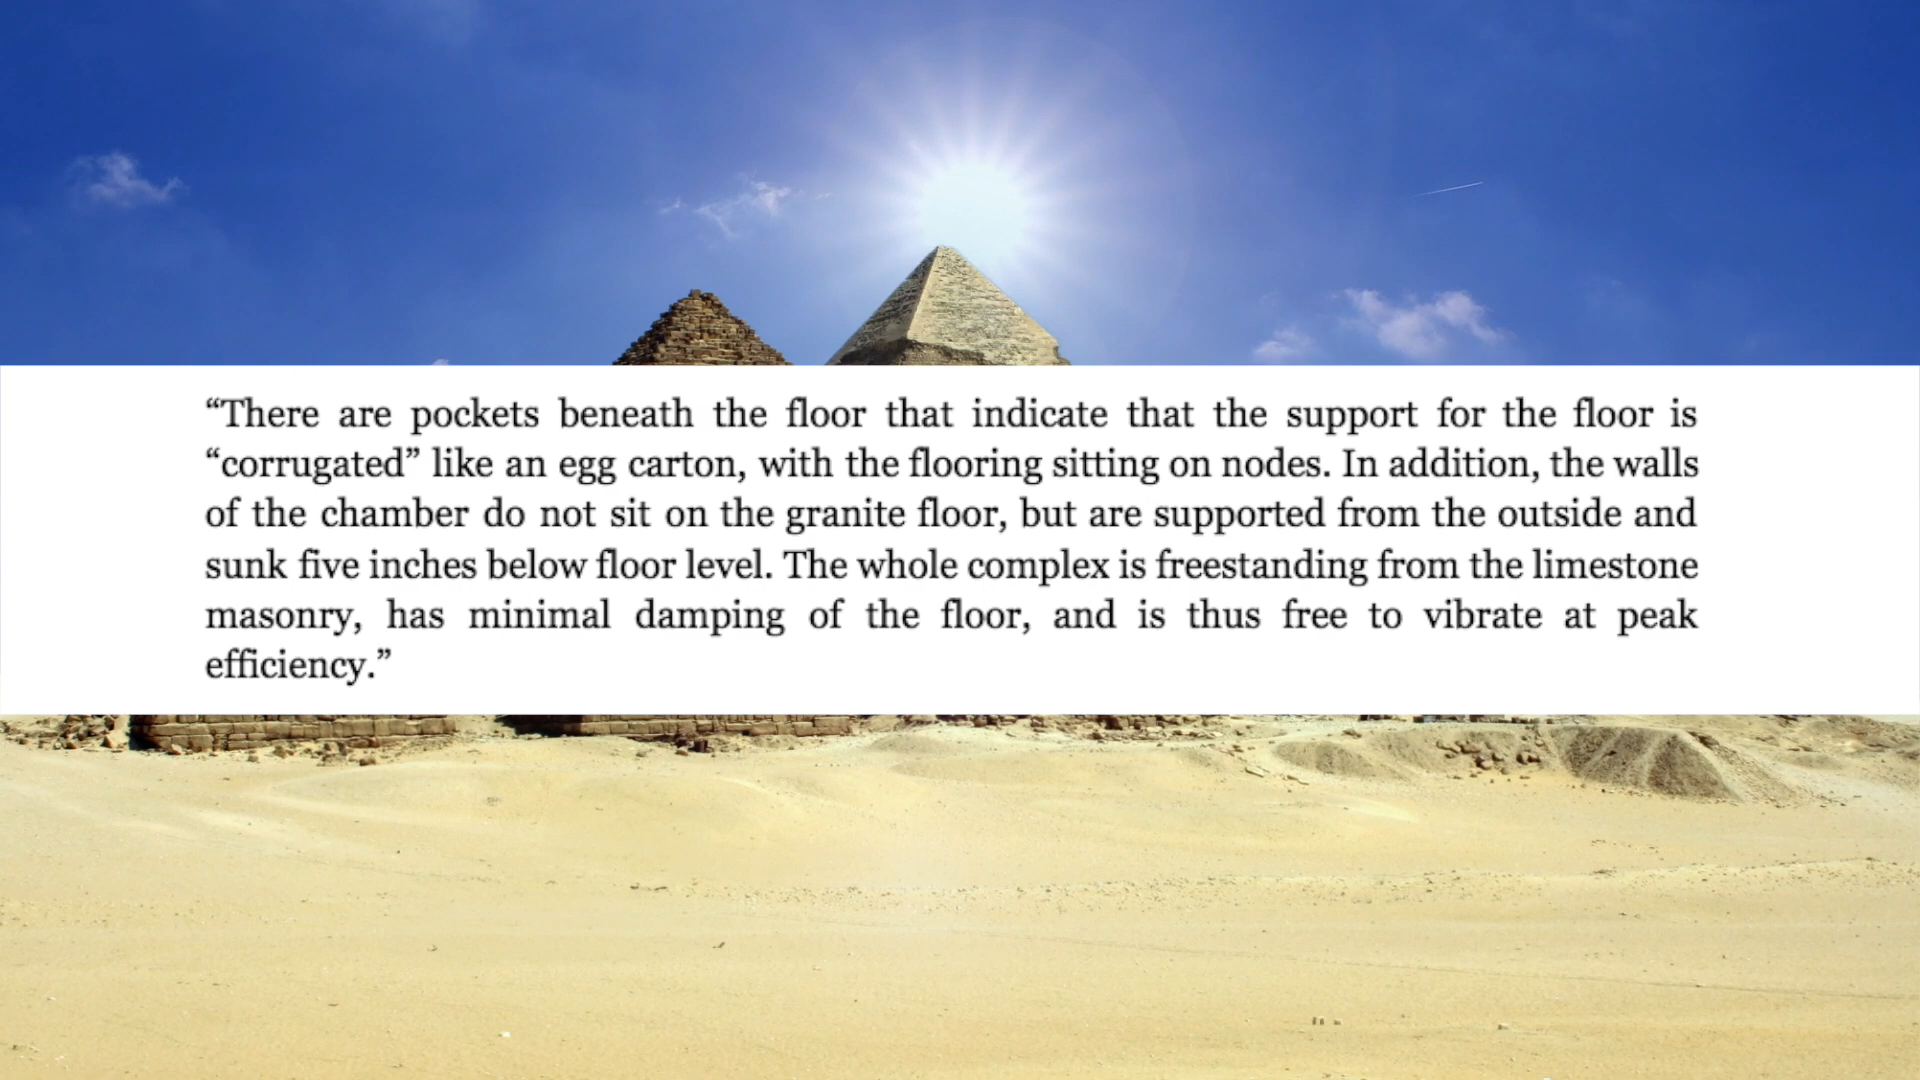 “There are pockets beneath the floor that indicate that the support for the floor is
“corrugated” like an egg carton, with the flooring sitting on nodes. In addition, the walls
of the chamber do not sit on the granite floor, but are supported from the outside and
sunk five inches below floor level. The whole complex is freestanding from the limestone
masonry, has minimal damping of the floor, and is thus free to vibrate at peak
efficiency.”